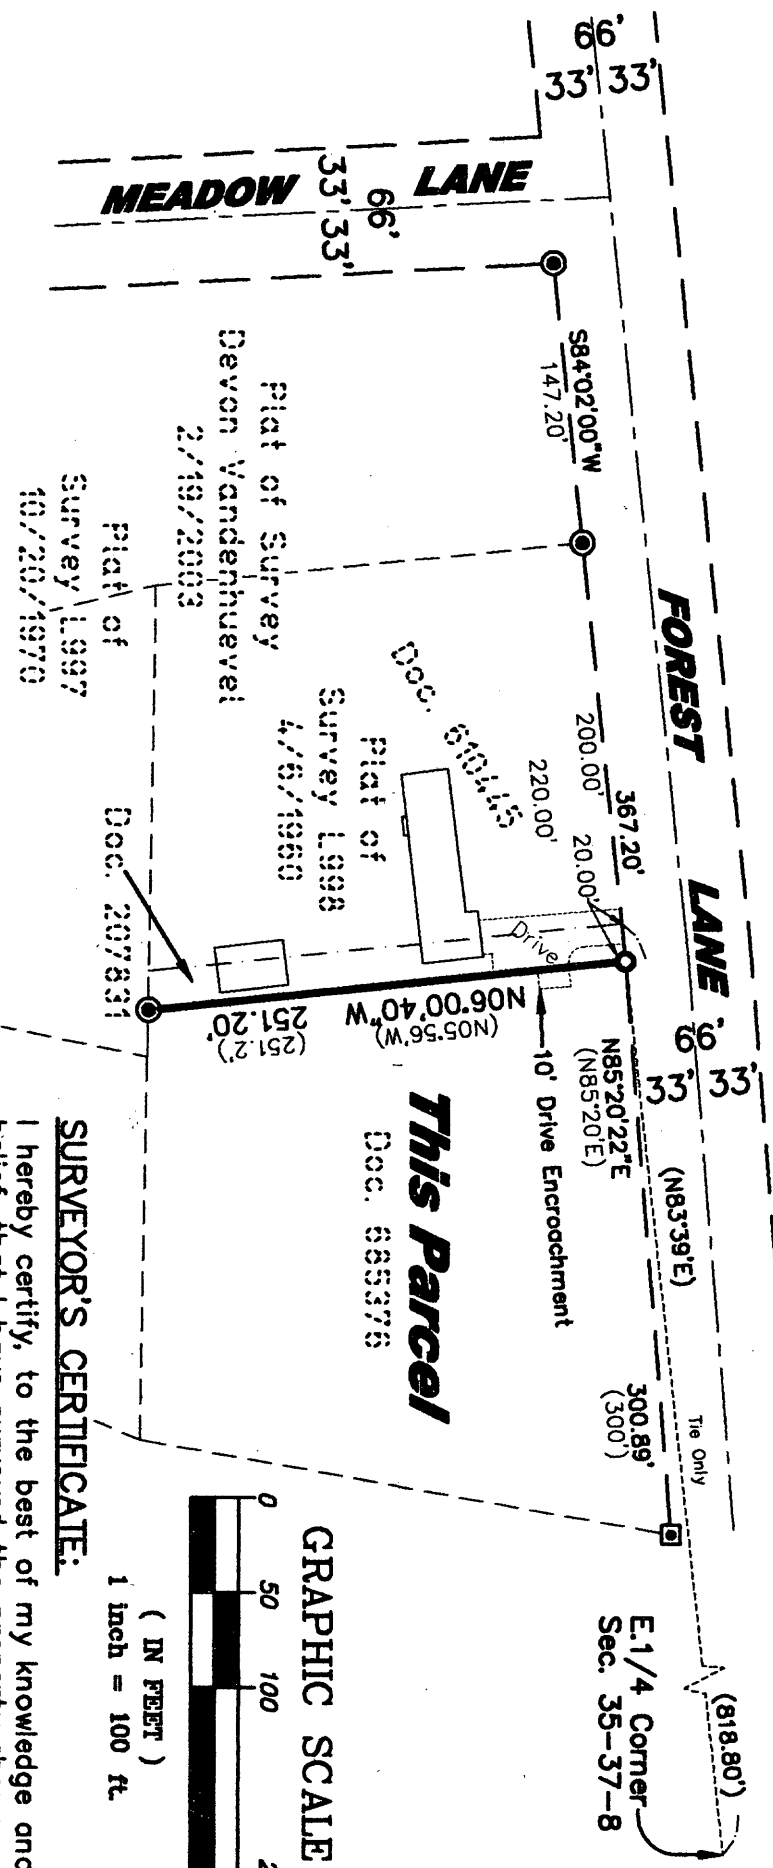 66'
33' 33'
MEADOW LANE
66'
33' 33'
FOREST LANE
66'
33' 33'
S84°02'00"W
147.20'
367.20'
200.00'
20.00'
220.00'
Doc. 610445
Plat of Survey
Devon Vandenhuevel
2/19/2003
Plat of
Survey L997
10/20/1970
Plat of
Survey L998
4/6/1960
Doc. 207831
Drive
N06°00'40"W
(N05°56'W)
251.20'
(251.2')
10' Drive Encroachment
N85°20'22"E
(N85°20'E)
(N83°39'E)
300.89'
(300')
Tie Only
(818.80')
E.1/4 Corner
Sec. 35-37-8
This Parcel
Doc. 685376
GRAPHIC SCALE
0 50 100
( IN FEET )
1 inch = 100 ft.
SURVEYOR'S CERTIFICATE:
I hereby certify, to the best of my knowledge and